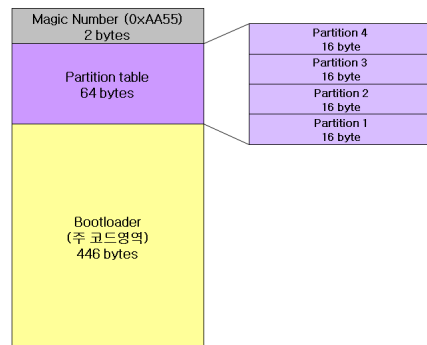 Magic Number (0xAA55)
2 bytes
Partition table
64 bytes
Bootloader
(주 코드영역)
446 bytes
Partition 4
16 byte
Partition 3
16 byte
Partition 2
16 byte
Partition 1
16 byte